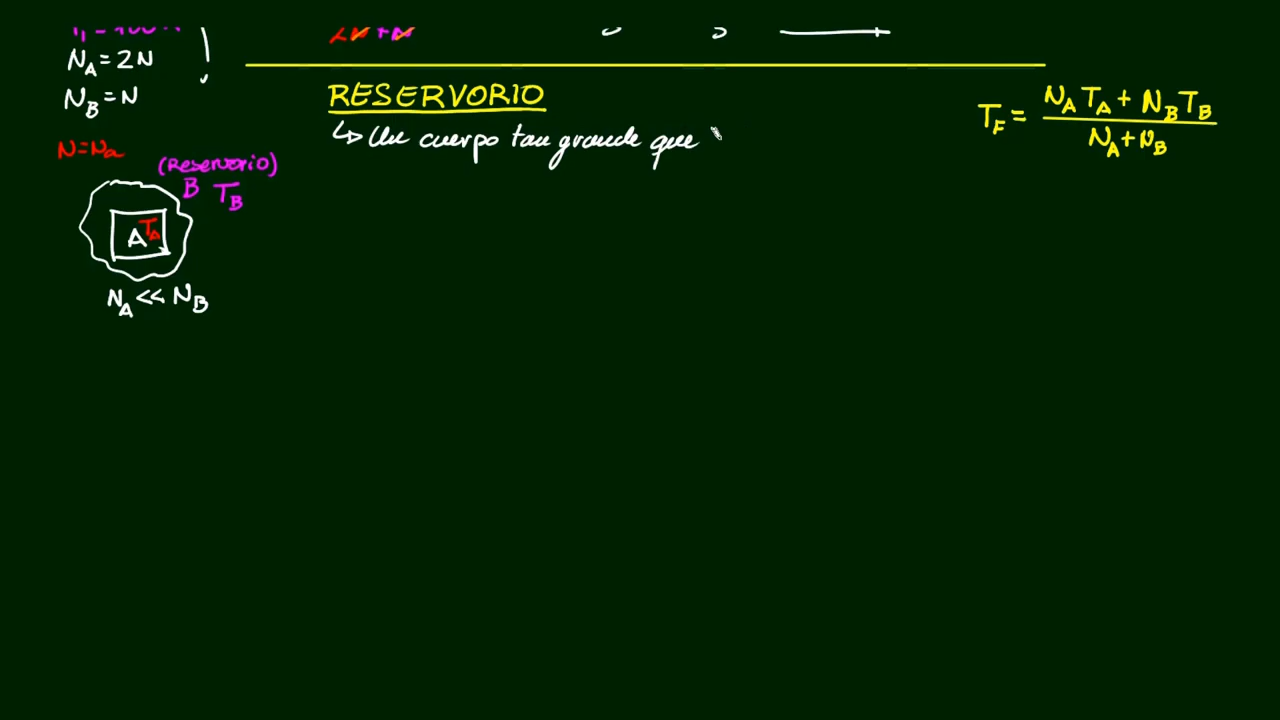 N_A = 2N
N_B = N
N = Na
(Reservorio)
B T_B
A T_A
N_A << N_B
RESERVORIO
↳ Un cuerpo tan grande que
T_F = (N_A T_A + N_B T_B) / (N_A + N_B)